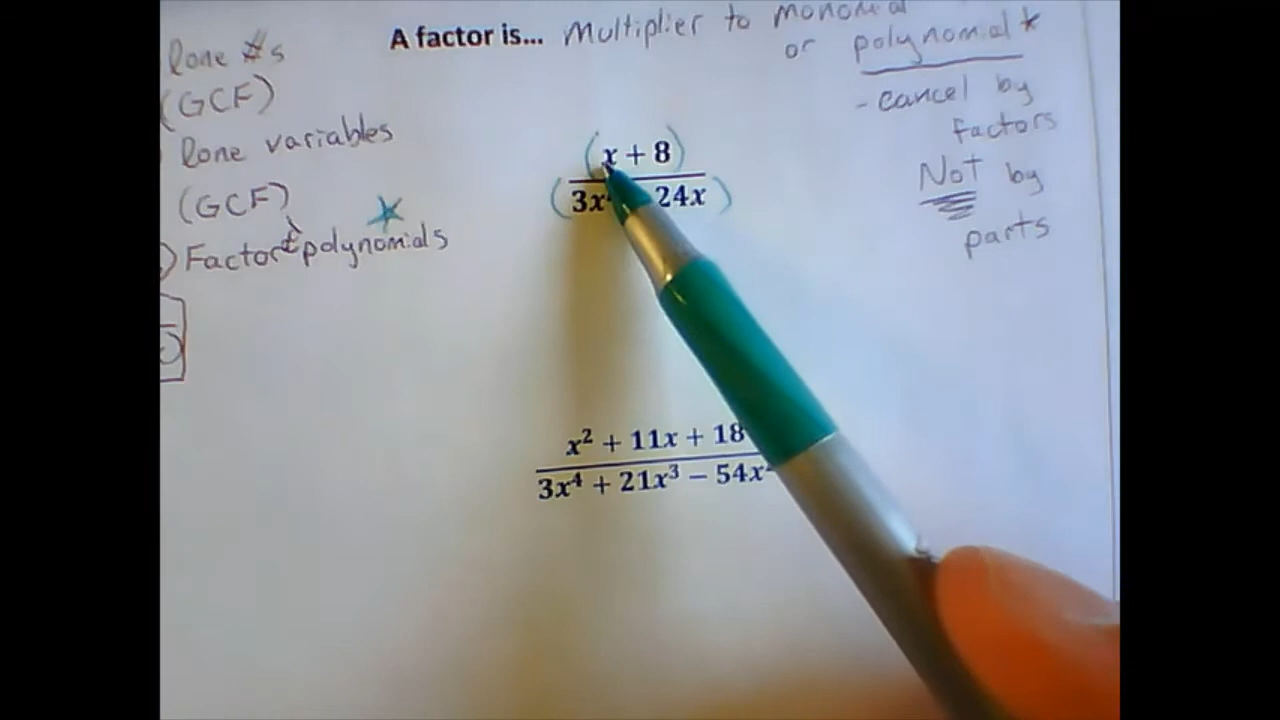 A factor is... Multiplier to monomial
or polynomial*
- cancel by
factors
Not by
parts
lone #s
(GCF)
lone variables
(GCF)
) Factor polynomials
(x + 8)
(3x 24x)
x² + 11x + 18
3x⁴ + 21x³ − 54x